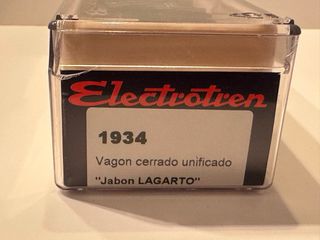 Electrotren
1934
Vagon cerrado unificado
"Jabon LAGARTO"